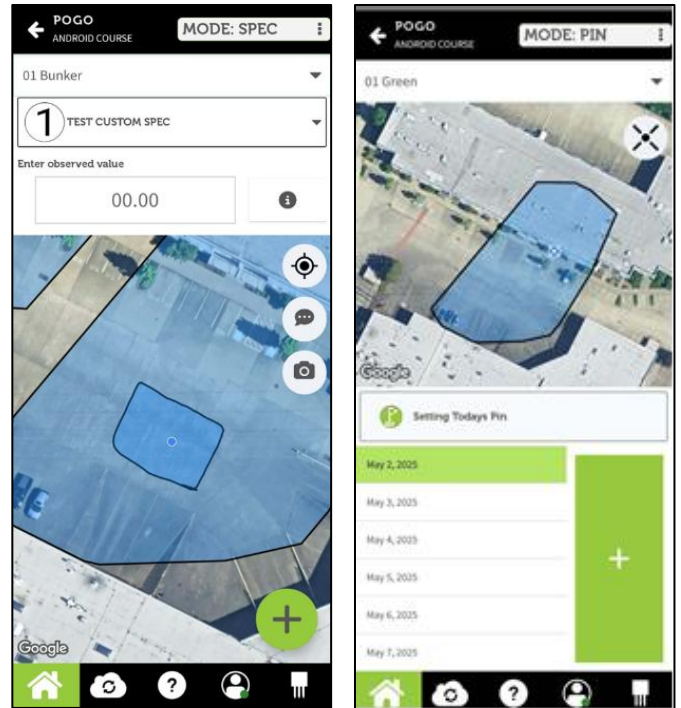 POGO
ANDROID COURSE
MODE: SPEC
01 Bunker
1 TEST CUSTOM SPEC
Enter observed value
00.00
Google
POGO
ANDROID COURSE
MODE: PIN
01 Green
Google
Setting Todays Pin
May 2, 2025
May 3, 2025
May 4, 2025
May 5, 2025
May 6, 2025
May 7, 2025